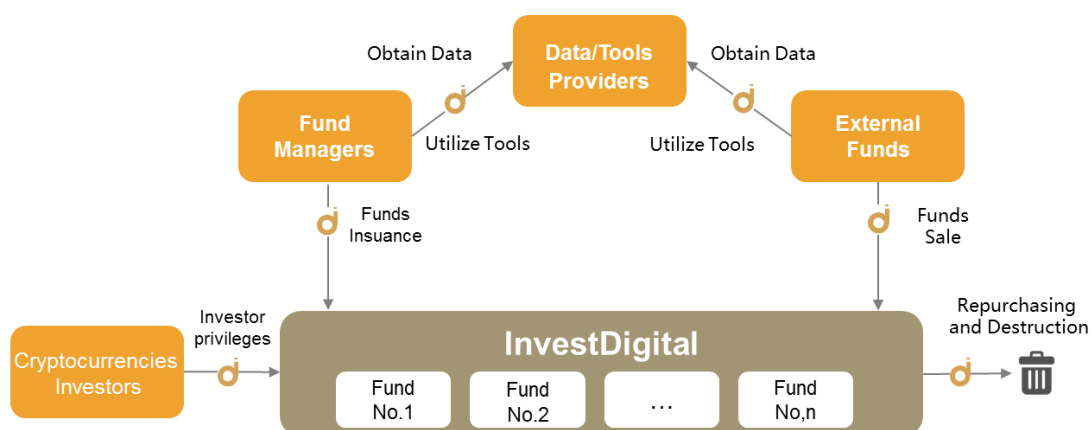 Obtain Data
Data/Tools
Providers
Obtain Data
Fund
Managers
Utilize Tools
Utilize Tools
External
Funds
Funds
Insuance
Funds
Sale
Investor
privileges
Cryptocurrencies
Investors
InvestDigital
Fund
No.1
Fund
No.2
...
Fund
No,n
Repurchasing
and Destruction